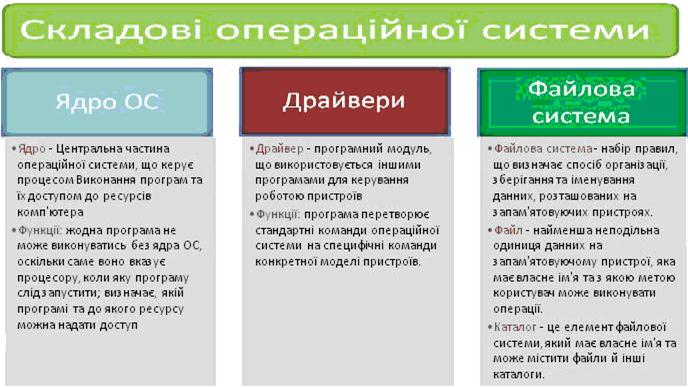 Складові операційної системи
Ядро ОС
•Ядро - Центральна частина
операційної системи, що керує
процесом Виконання програм та
їх доступом до ресурсів
комп'ютера
•Функції: жодна програма не
може виконуватись без ядра ОС,
оскільки саме воно вказує
процесору, коли яку програму
слід запустити; визначає, якій
програмі та до якого ресурсу
можна надати доступ
Драйвери
•Драйвер - програмний модуль,
що використовується іншими
програмами для керування
роботою пристроїв
•Функції: програма перетворює
стандартні команди операційної
системи на специфічні команди
конкретної моделі пристроїв.
Файлова
система
•Файлова система- набір правил,
що визначає спосіб організації,
зберігання та іменування
даних, розташованих на
запам'ятовуючих пристроях.
•Файл - найменша неподільна
одиниця даних на
запам'ятовуючому пристрої, яка
має власне ім'я та з якою метою
користувач може виконувати
операції.
•Каталог - це елемент файлової
системи, який має власне ім'я та
може містити файли й інші
каталоги.